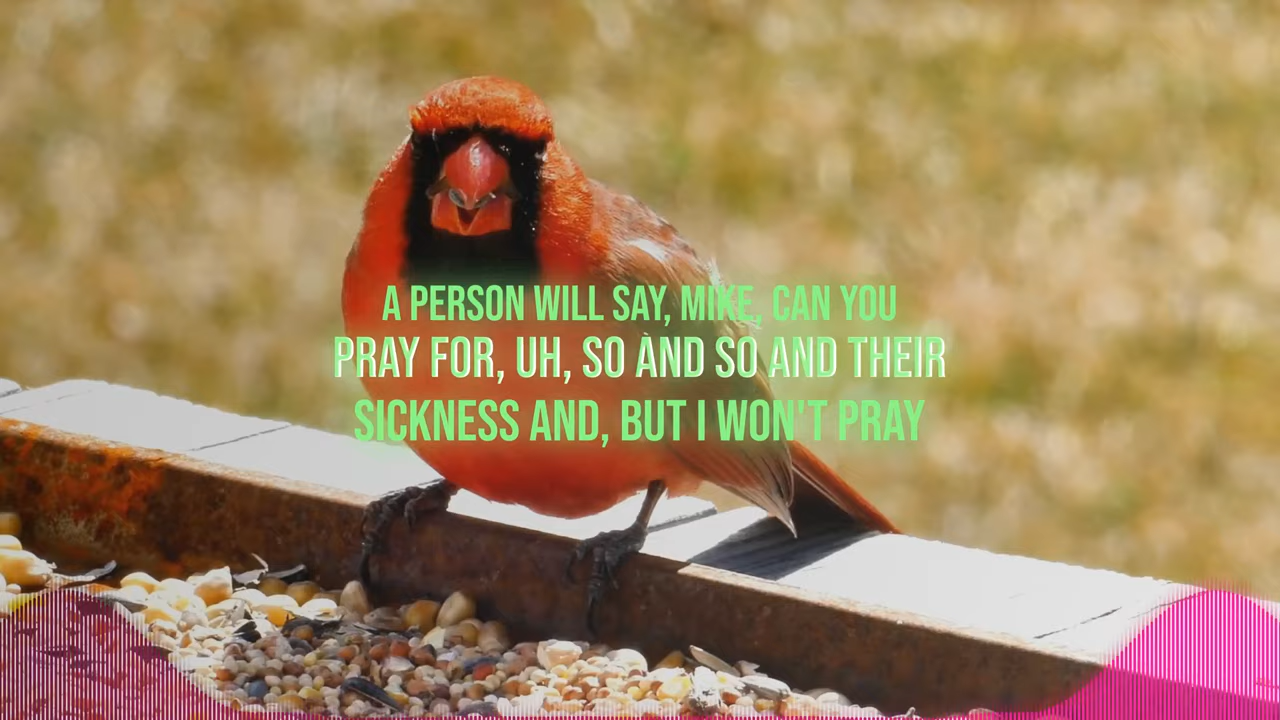 A PERSON WILL SAY, MIKE, CAN YOU
PRAY FOR, UH, SO AND SO AND THEIR
SICKNESS AND, BUT I WON'T PRAY